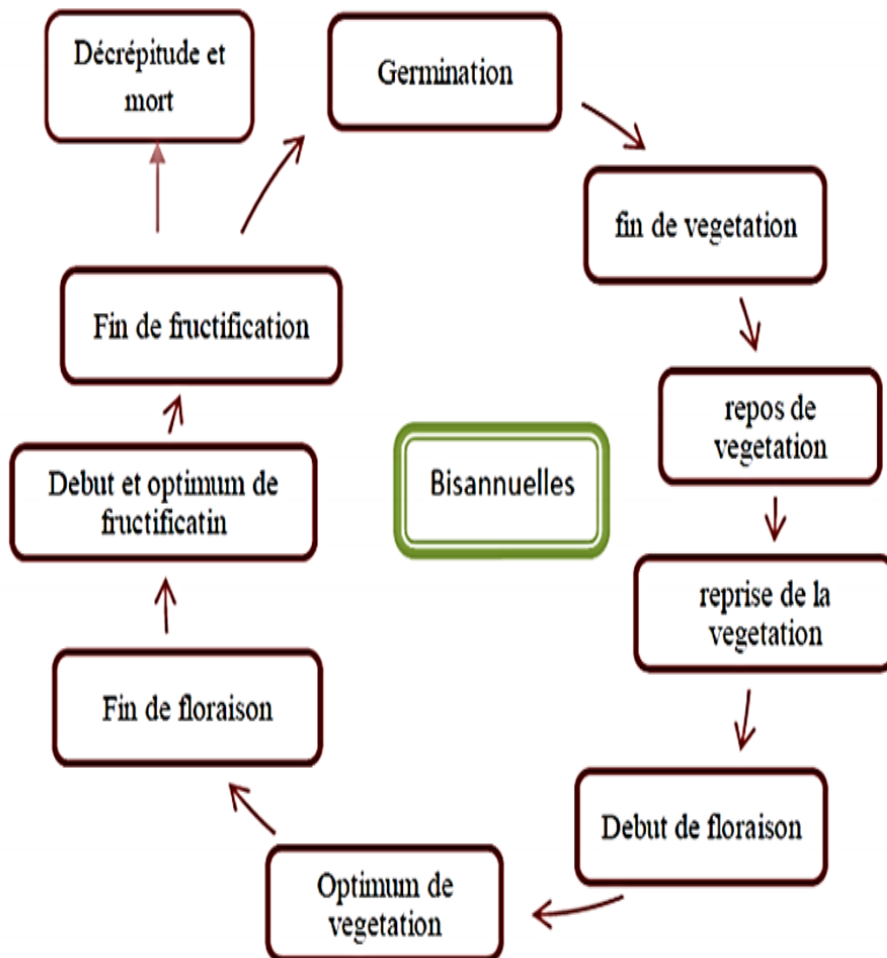 Décrépitude et
mort
Germination
fin de vegetation
repos de
vegetation
reprise de la
vegetation
Debut de floraison
Optimum de
vegetation
Fin de floraison
Debut et optimum de
fructificatin
Fin de fructification
Bisannuelles